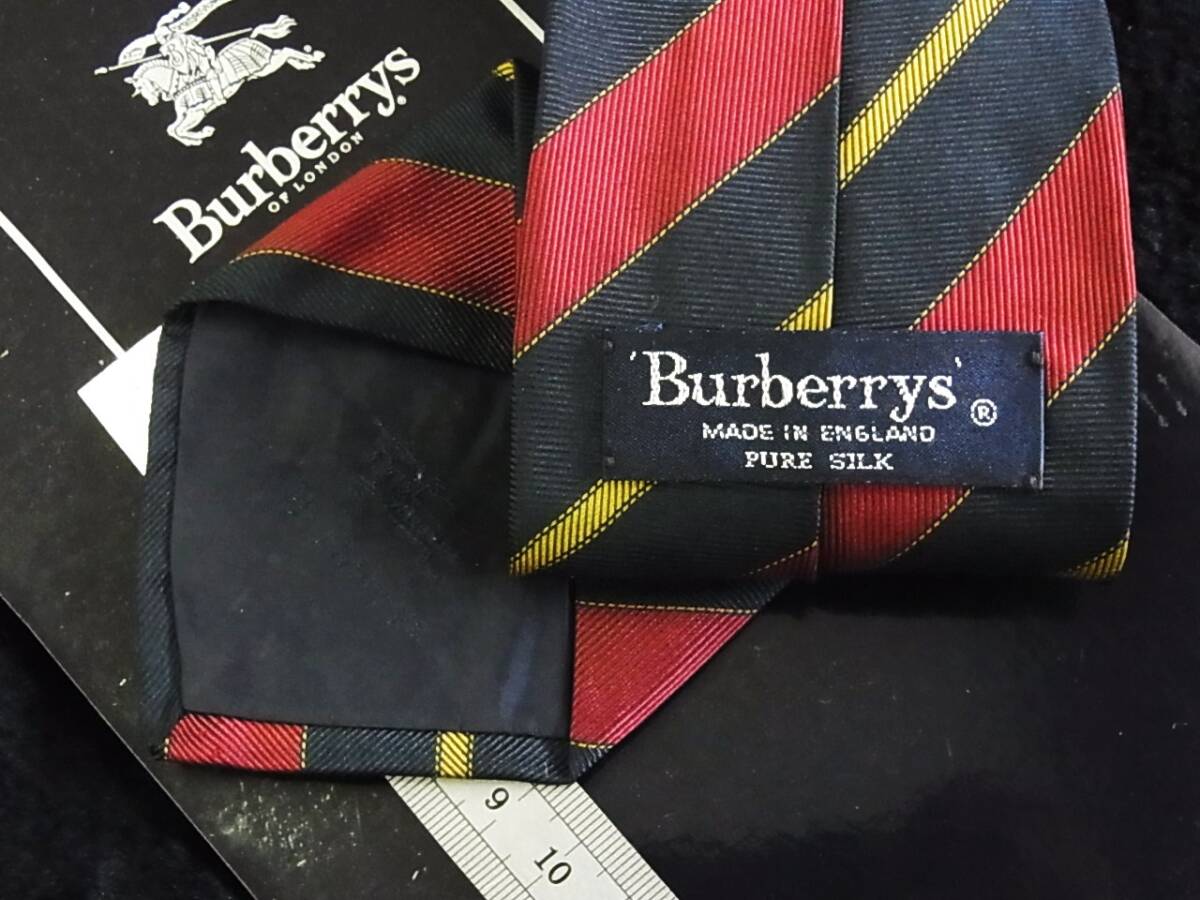 Burberrys®
OF LONDON
'Burberrys'®
MADE IN ENGLAND
PURE SILK
9
10